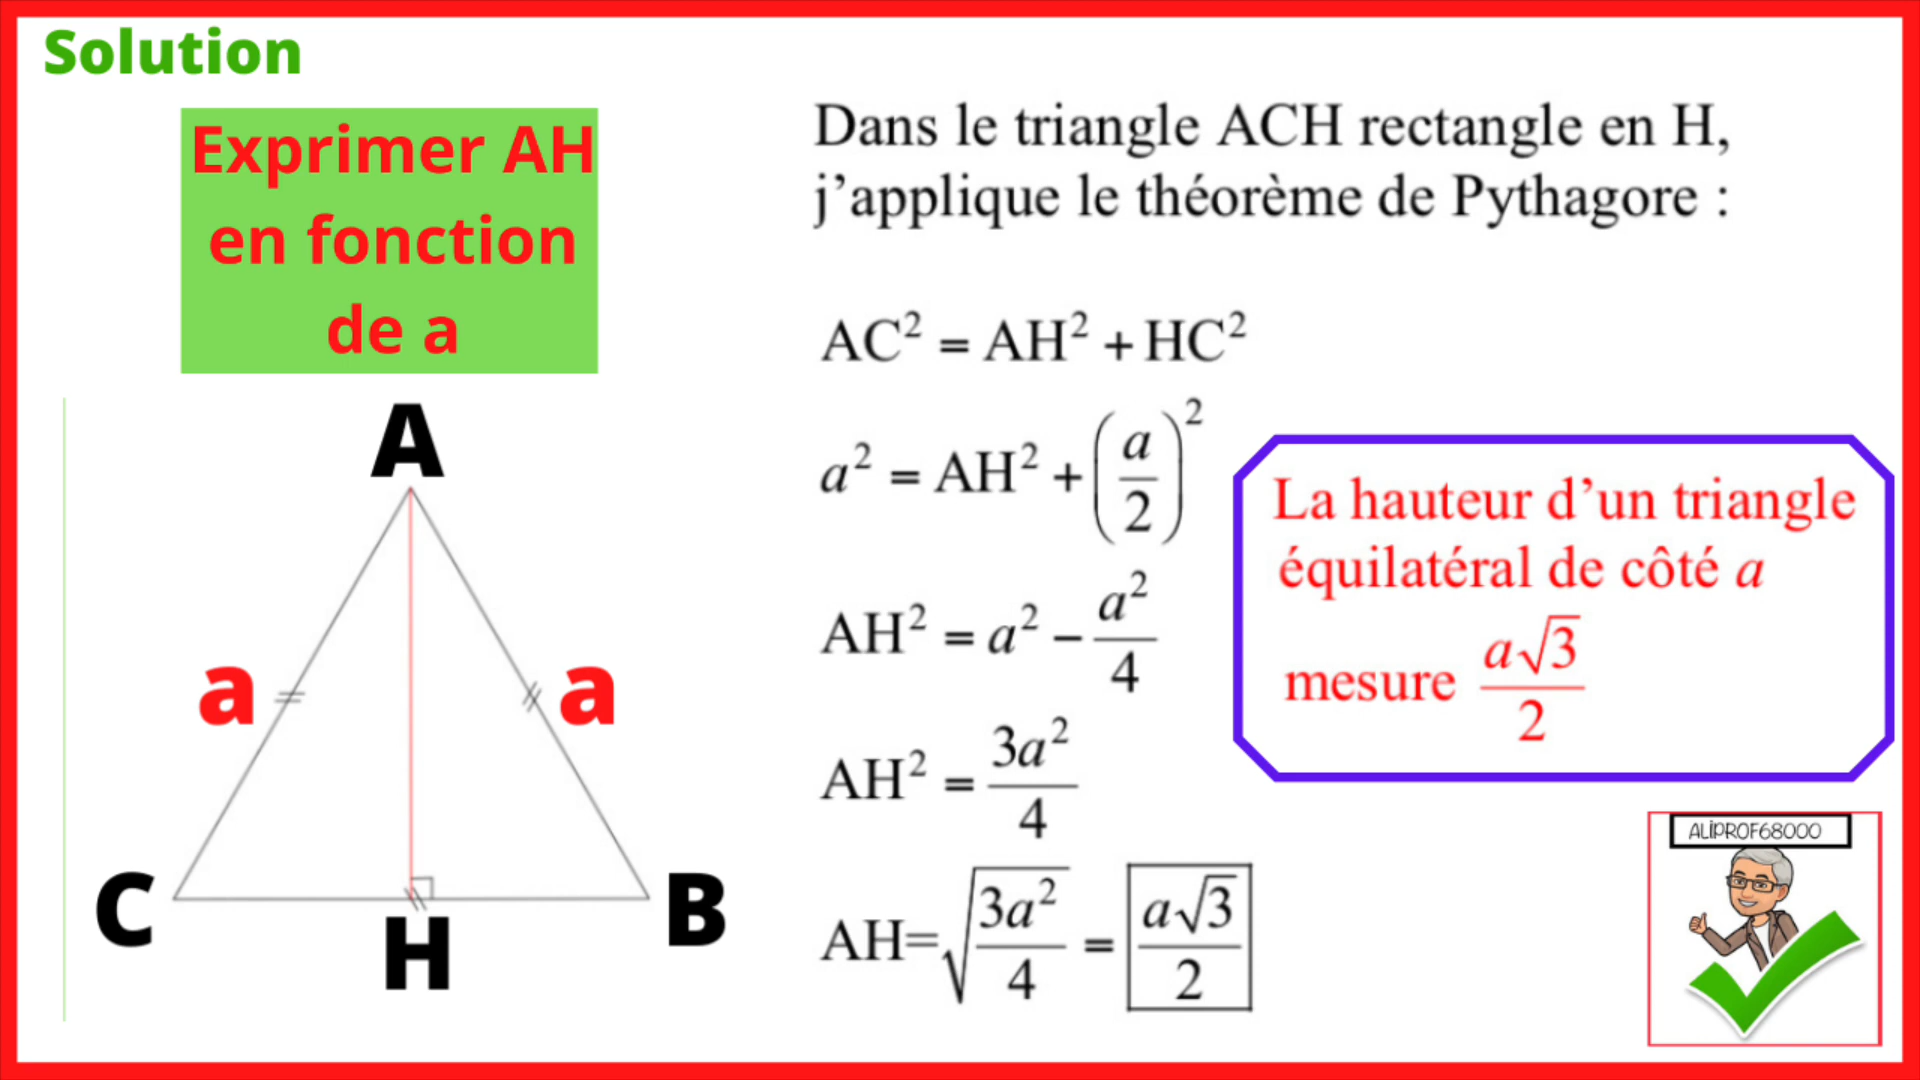 Solution
Exprimer AH
en fonction
de a
A
a
a
C
H
B
Dans le triangle ACH rectangle en H,
j’applique le théorème de Pythagore :
AC² = AH² + HC²
a² = AH² + (a/2)²
AH² = a² − a²/4
AH² = 3a²/4
AH= √(3a²/4) = a√3/2
La hauteur d’un triangle
équilatéral de côté a
mesure a√3/2
ALiPROF68000